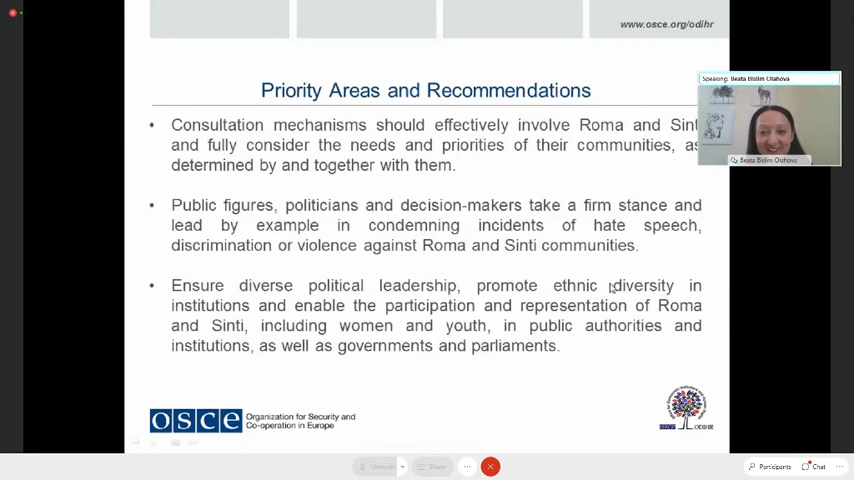 www.osce.org/odihr
Priority Areas and Recommendations
Speaking: Beata Bislim Olahova
• Consultation mechanisms should effectively involve Roma and Sint
and fully consider the needs and priorities of their communities, as
determined by and together with them.
Beata Bislim Olahova
• Public figures, politicians and decision-makers take a firm stance and
lead by example in condemning incidents of hate speech,
discrimination or violence against Roma and Sinti communities.
• Ensure diverse political leadership, promote ethnic diversity in
institutions and enable the participation and representation of Roma
and Sinti, including women and youth, in public authorities and
institutions, as well as governments and parliaments.
osce Organization for Security and
Co-operation in Europe
ODIHR
Unmute
Share
Participants
Chat